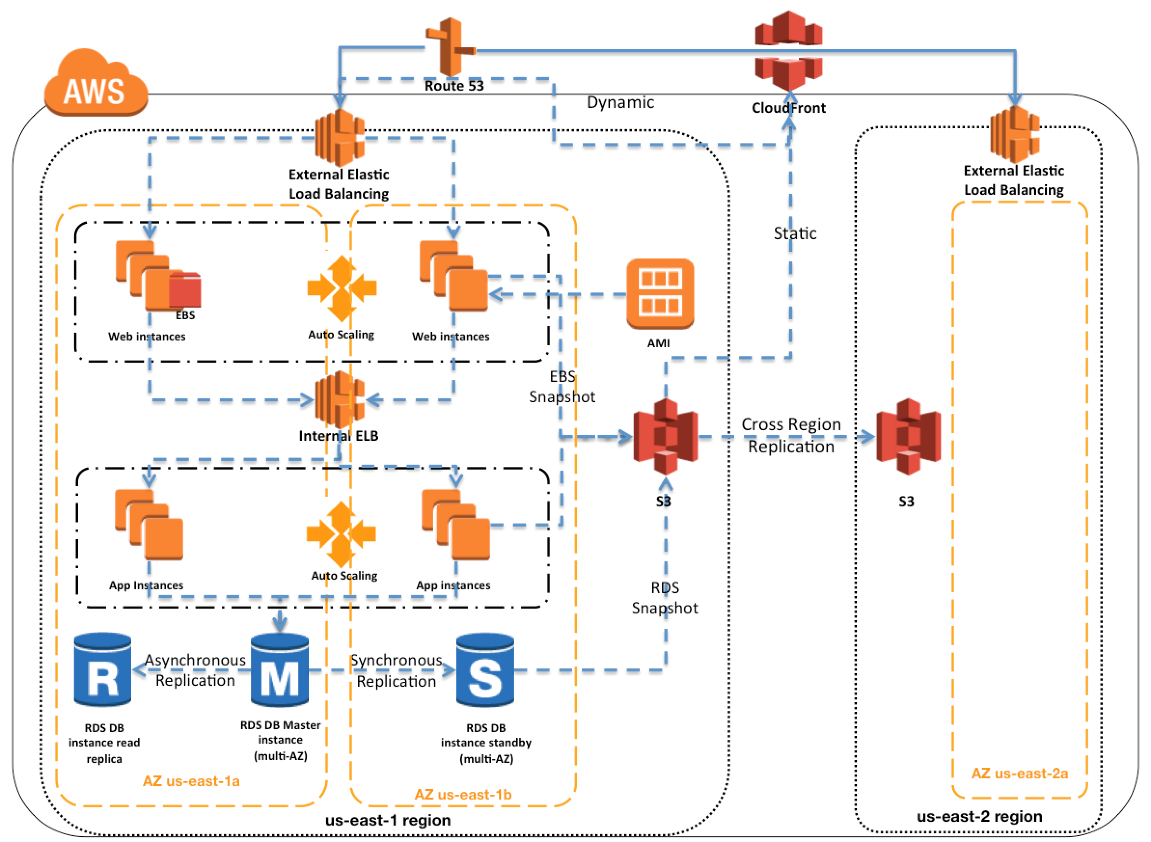 AWS
Route 53
Dynamic
CloudFront
External Elastic
Load Balancing
External Elastic
Load Balancing
Static
EBS
Web instances
Auto Scaling
Web instances
AMI
EBS
Snapshot
Internal ELB
Cross Region
Replication
S3
S3
App Instances
Auto Scaling
App instances
RDS
Snapshot
R
Asynchronous
Replication
M
Synchronous
Replication
S
RDS DB
instance read
replica
RDS DB Master
instance
(multi-AZ)
RDS DB
instance standby
(multi-AZ)
AZ us-east-1a
AZ us-east-1b
AZ us-east-2a
us-east-1 region
us-east-2 region